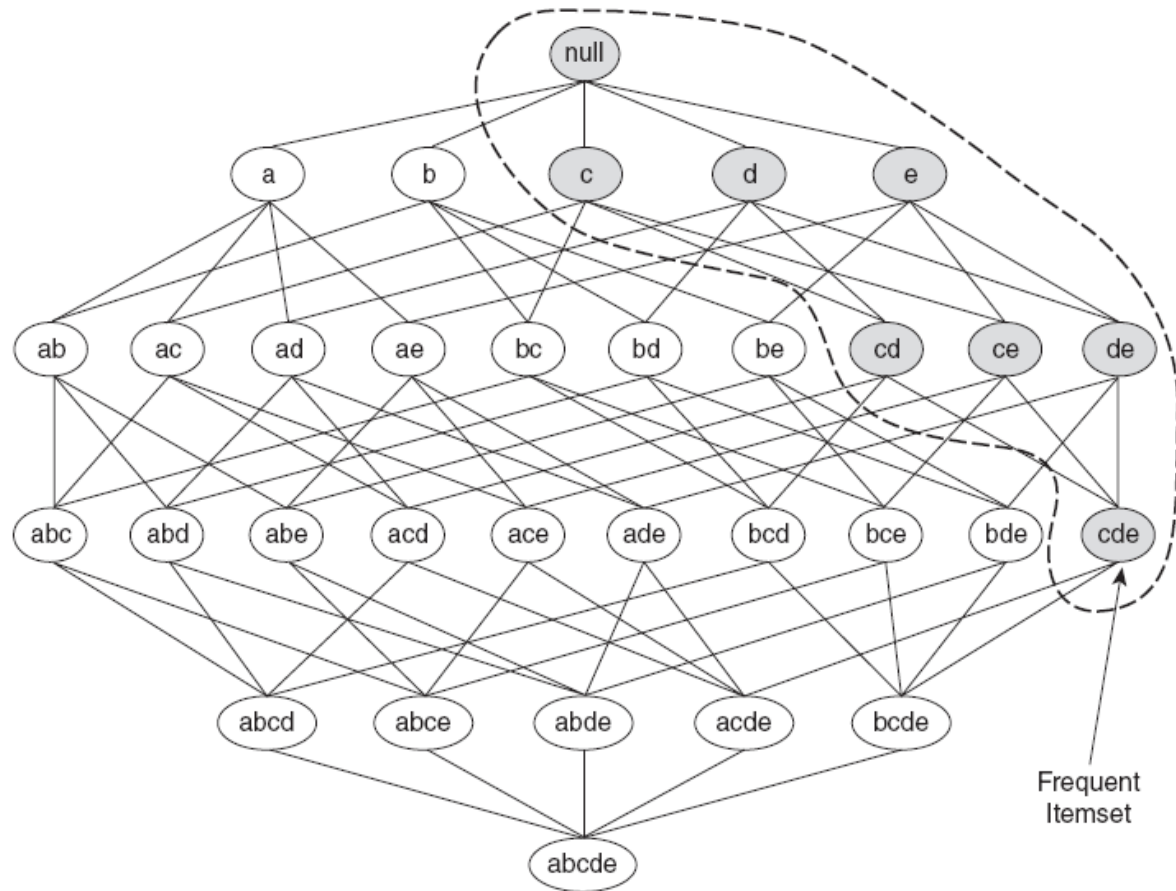 null
a b c d e
ab ac ad ae bc bd be cd ce de
abc abd abe acd ace ade bcd bce bde cde
abcd abce abde acde bcde
Frequent
Itemset
abcde